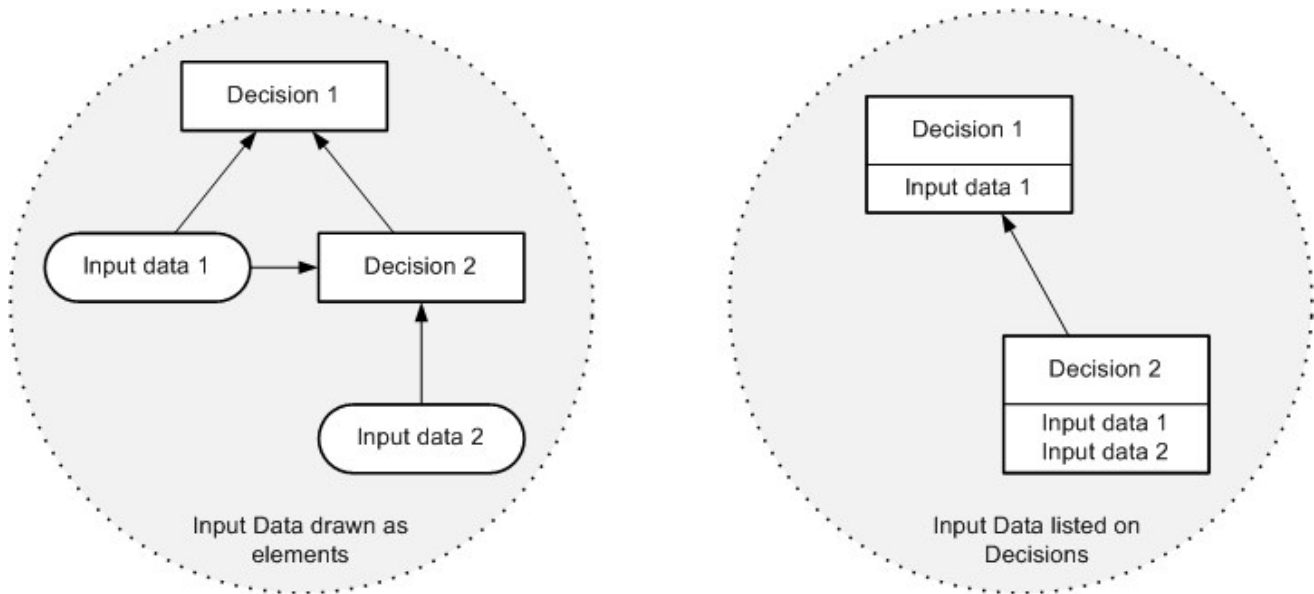 Decision 1
Input data 1
Decision 2
Input data 2
Input Data drawn as
elements
Decision 1
Input data 1
Decision 2
Input data 1
Input data 2
Input Data listed on
Decisions